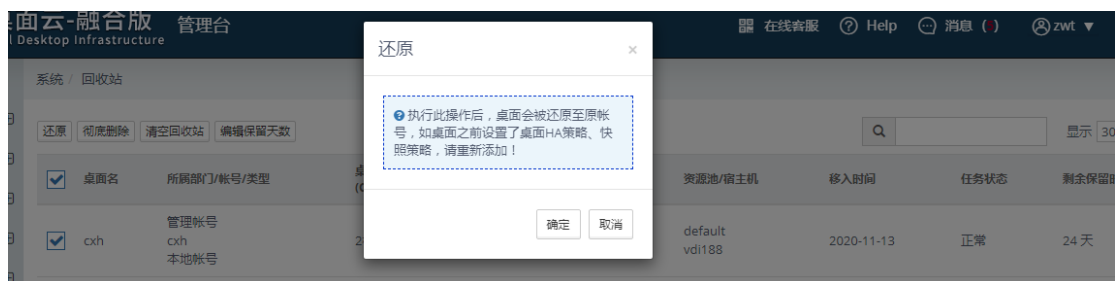 面云-融合版 管理台
Desktop Infrastructure
在线客服 Help 消息 ( ) zwt ▼
还原 ×
系统 / 回收站
执行此操作后，桌面会被还原至原帐
号，如桌面之前设置了桌面HA策略、快
照策略，请重新添加！
还原 彻底删除 清空回收站 编辑保留天数
显示 30
桌面名 所属部门/帐号/类型
资源池/宿主机 移入时间 任务状态 剩余保留
确定 取消
管理帐号
cxh cxh
本地帐号
default
vdi188
2020-11-13 正常 24 天